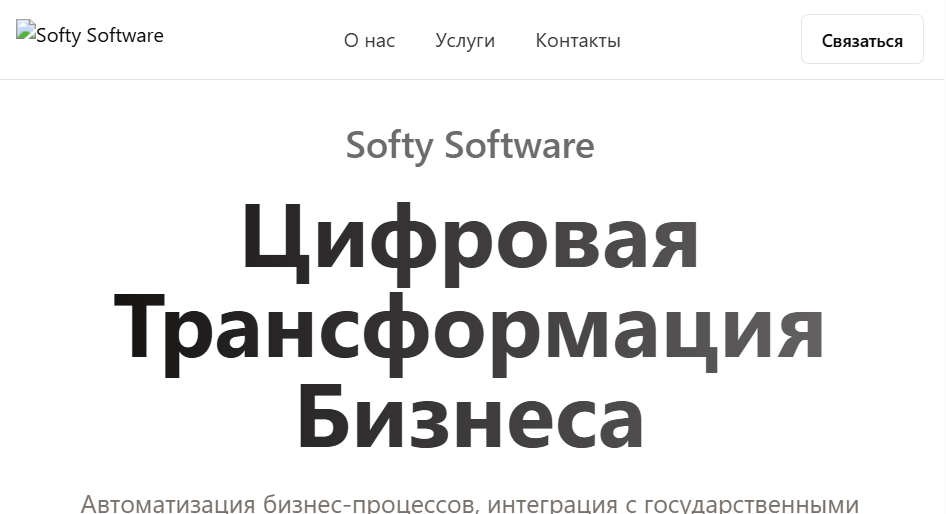 Softy Software
О нас
Услуги
Контакты
Связаться
Softy Software
Цифровая
Трансформация
Бизнеса
Автоматизация бизнес-процессов, интеграция с государственными